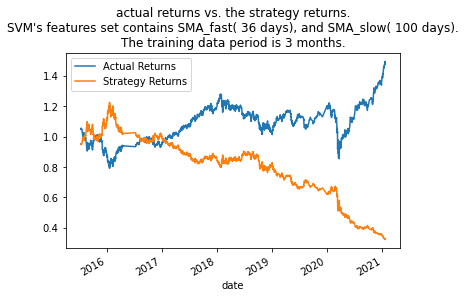 actual returns vs. the strategy returns.
SVM's features set contains SMA_fast( 36 days), and SMA_slow( 100 days).
The training data period is 3 months.
Actual Returns
Strategy Returns
1.4
1.2
1.0
0.8
0.6
0.4
2016
2017
2018
2019
2020
2021
date